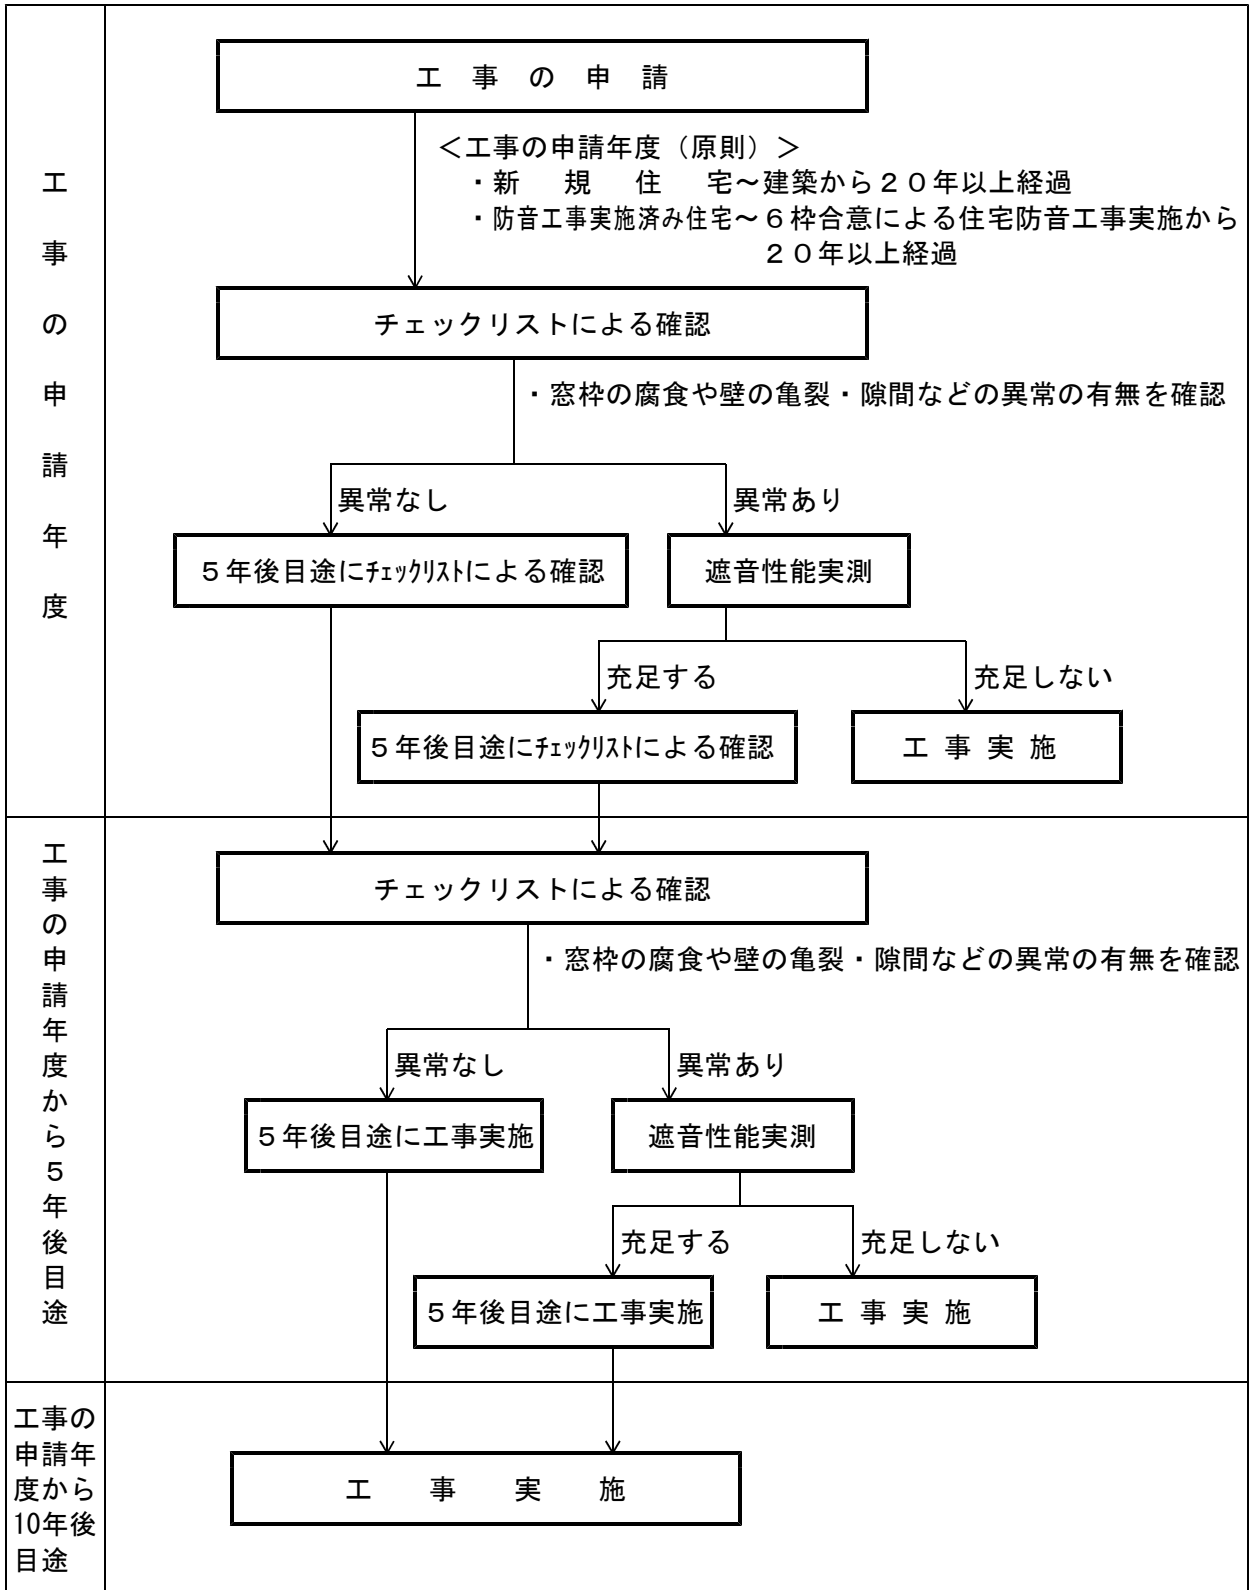 工事の申請年度
工事の申請
＜工事の申請年度（原則）＞
・新規住宅～建築から２０年以上経過
・防音工事実施済み住宅～６枠合意による住宅防音工事実施から
２０年以上経過
チェックリストによる確認
・窓枠の腐食や壁の亀裂・隙間などの異常の有無を確認
異常なし
異常あり
５年後目途にﾁｪｯｸﾘｽﾄによる確認
遮音性能実測
充足する
充足しない
５年後目途にﾁｪｯｸﾘｽﾄによる確認
工事実施
工事の申請年度から５年後目途
チェックリストによる確認
・窓枠の腐食や壁の亀裂・隙間などの異常の有無を確認
異常なし
異常あり
５年後目途に工事実施
遮音性能実測
充足する
充足しない
５年後目途に工事実施
工事実施
工事の
申請年
度から
10年後
目途
工事実施